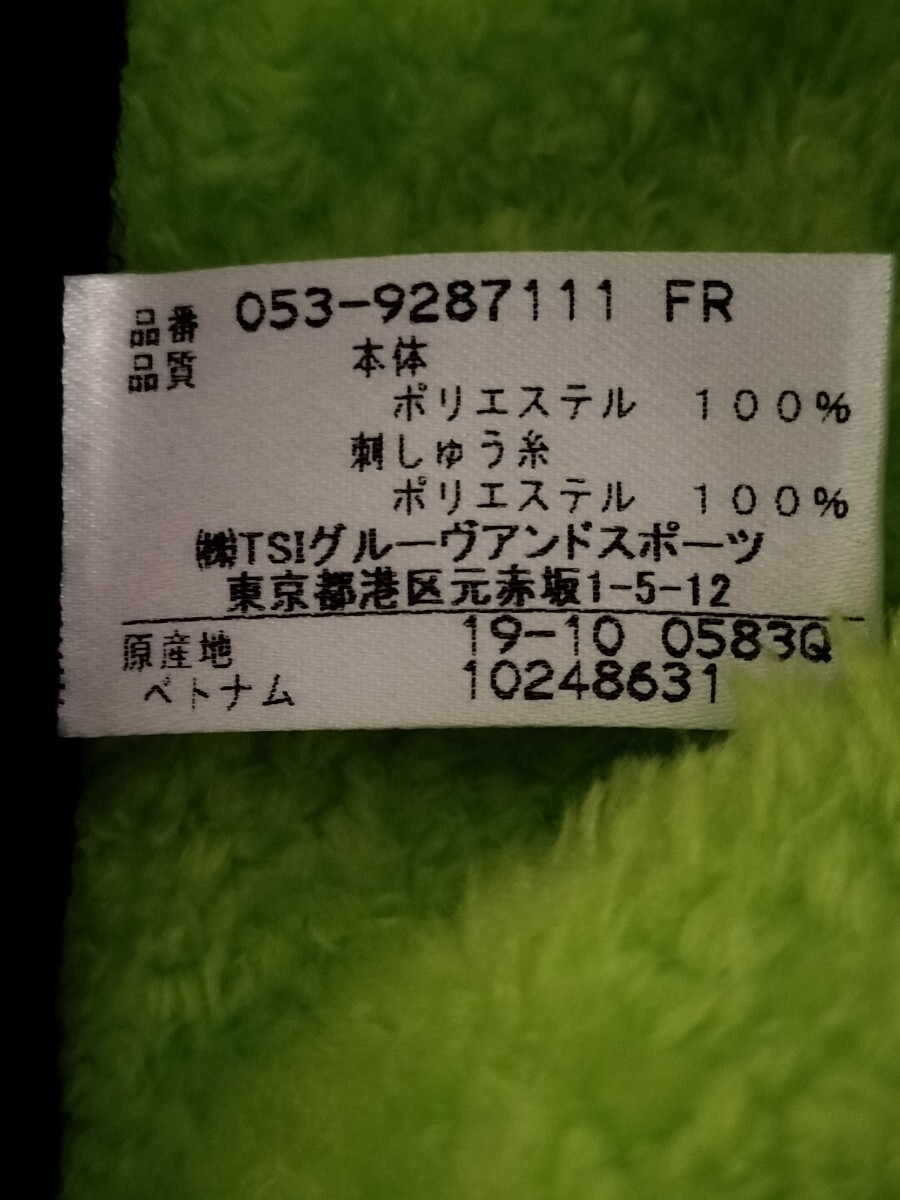 品番 053-9287111 FR
品質 本体
ポリエステル 100%
刺しゅう糸
ポリエステル 100%
㈱TSIグルーヴアンドスポーツ
東京都港区元赤坂1-5-12
原産地 19-10 0583Q
ベトナム 10248631